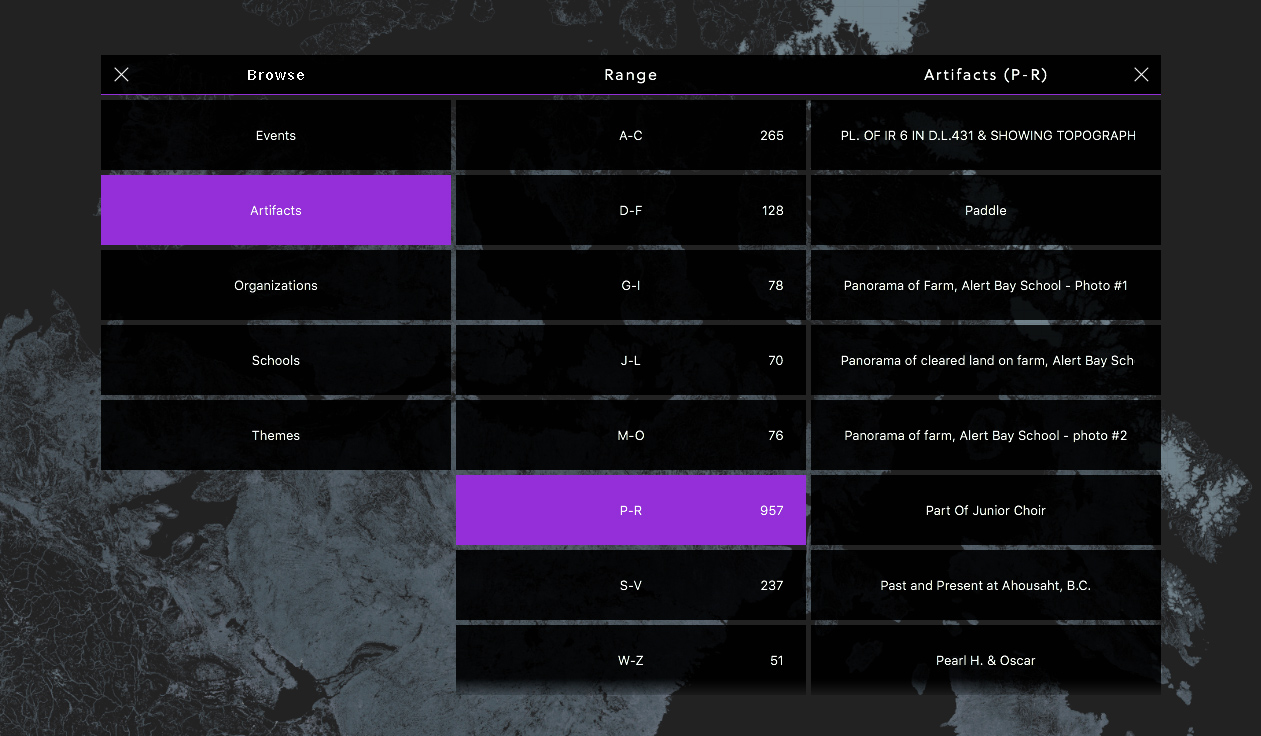 Browse
Range
Artifacts (P-R)
Events
Artifacts
Organizations
Schools
Themes
A-C 265
D-F 128
G-I 78
J-L 70
M-O 76
P-R 957
S-V 237
W-Z 51
PL. OF IR 6 IN D.L.431 & SHOWING TOPOGRAPH
Paddle
Panorama of Farm, Alert Bay School - Photo #1
Panorama of cleared land on farm, Alert Bay Sch
Panorama of farm, Alert Bay School - photo #2
Part Of Junior Choir
Past and Present at Ahousaht, B.C.
Pearl H. & Oscar